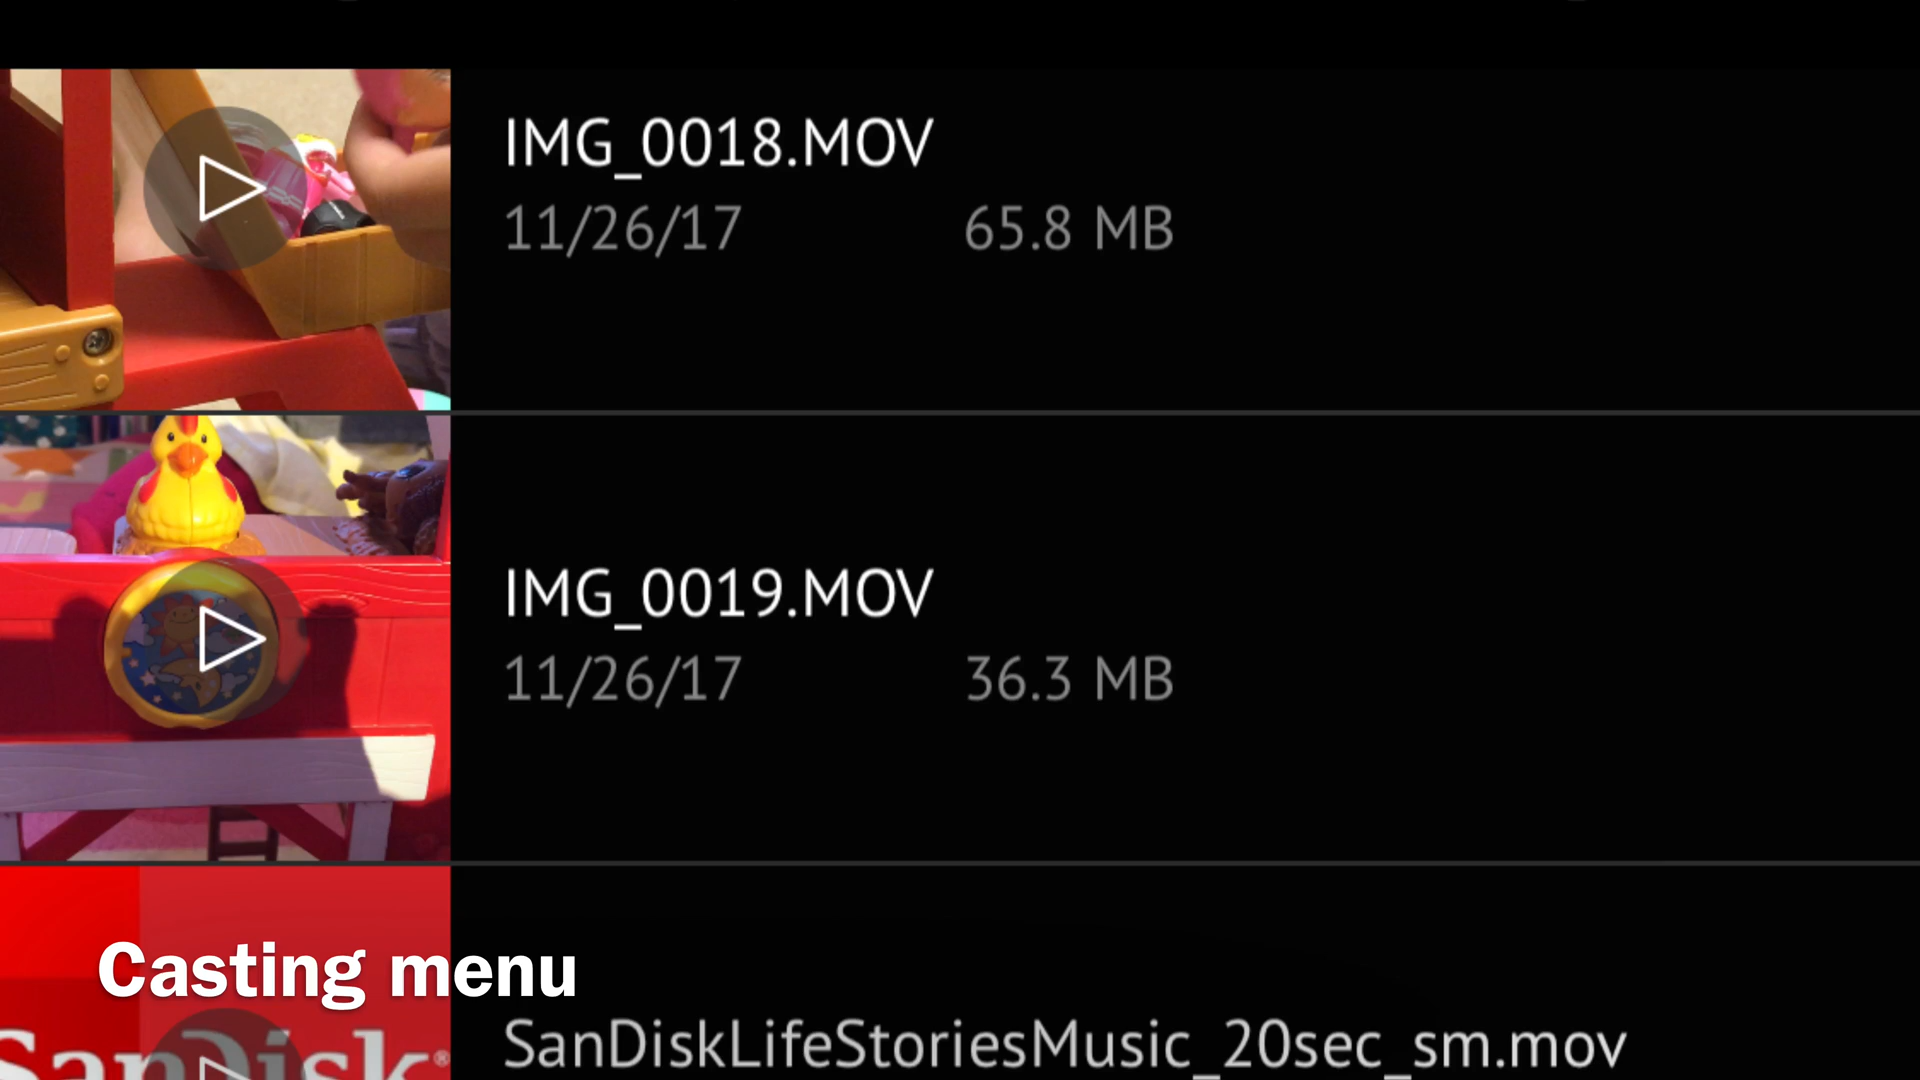 IMG_0018.MOV
11/26/17 65.8 MB
IMG_0019.MOV
11/26/17 36.3 MB
Casting menu
SanDiskLifeStoriesMusic_20sec_sm.mov
SanDisk®